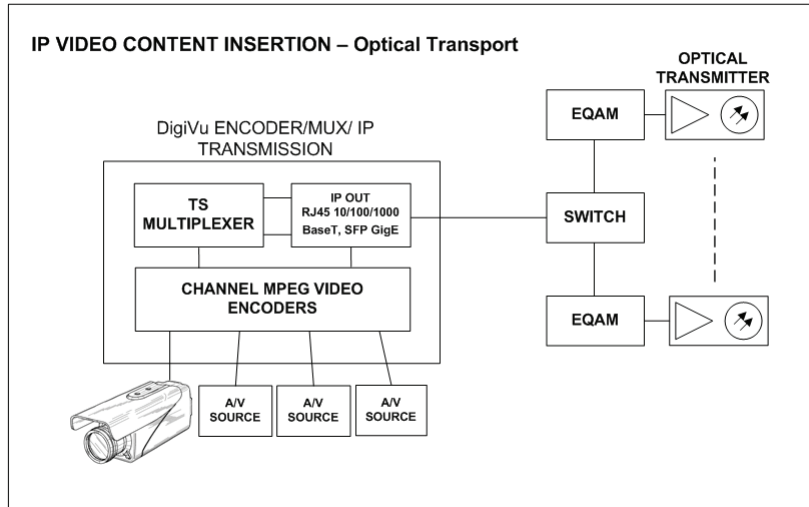 IP VIDEO CONTENT INSERTION – Optical Transport
OPTICAL
TRANSMITTER
EQAM
DigiVu ENCODER/MUX/ IP
TRANSMISSION
TS
MULTIPLEXER
IP OUT
RJ45 10/100/1000
BaseT, SFP GigE
SWITCH
CHANNEL MPEG VIDEO
ENCODERS
EQAM
A/V
SOURCE
A/V
SOURCE
A/V
SOURCE